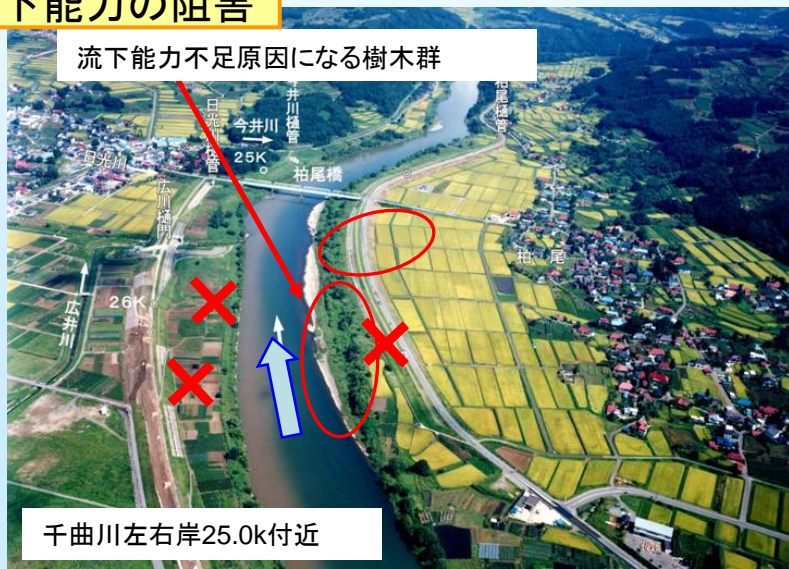 下能力の阻害
流下能力不足原因になる樹木群
今井川樋管
柏尾樋管
日光川樋管
今井川
25K
日光川
柏尾橋
広川樋門
柏尾
26K
広井川
千曲川左右岸25.0k付近